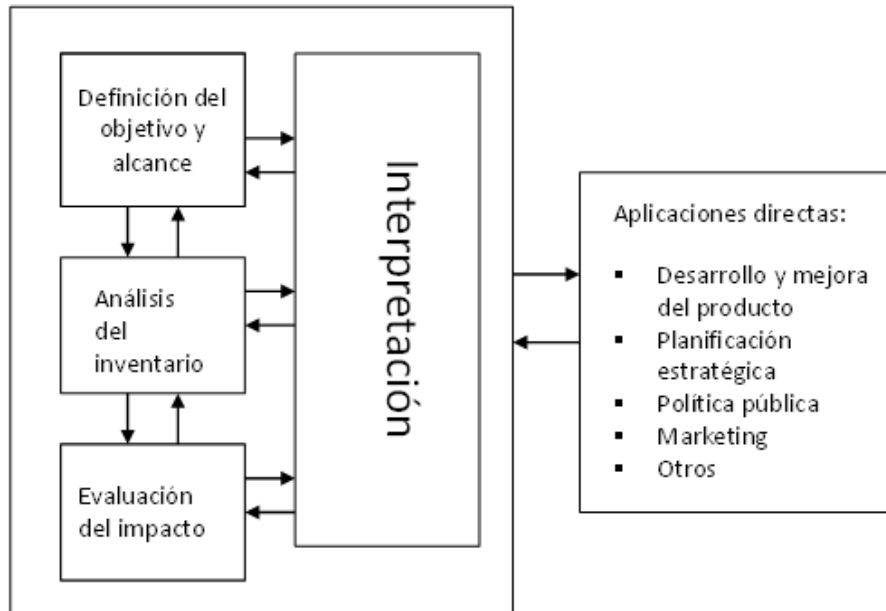 Definición del
objetivo y
alcance
Análisis
del
inventario
Evaluación
del impacto
Interpretación
Aplicaciones directas:
▪ Desarrollo y mejora
del producto
▪ Planificación
estratégica
▪ Política pública
▪ Marketing
▪ Otros